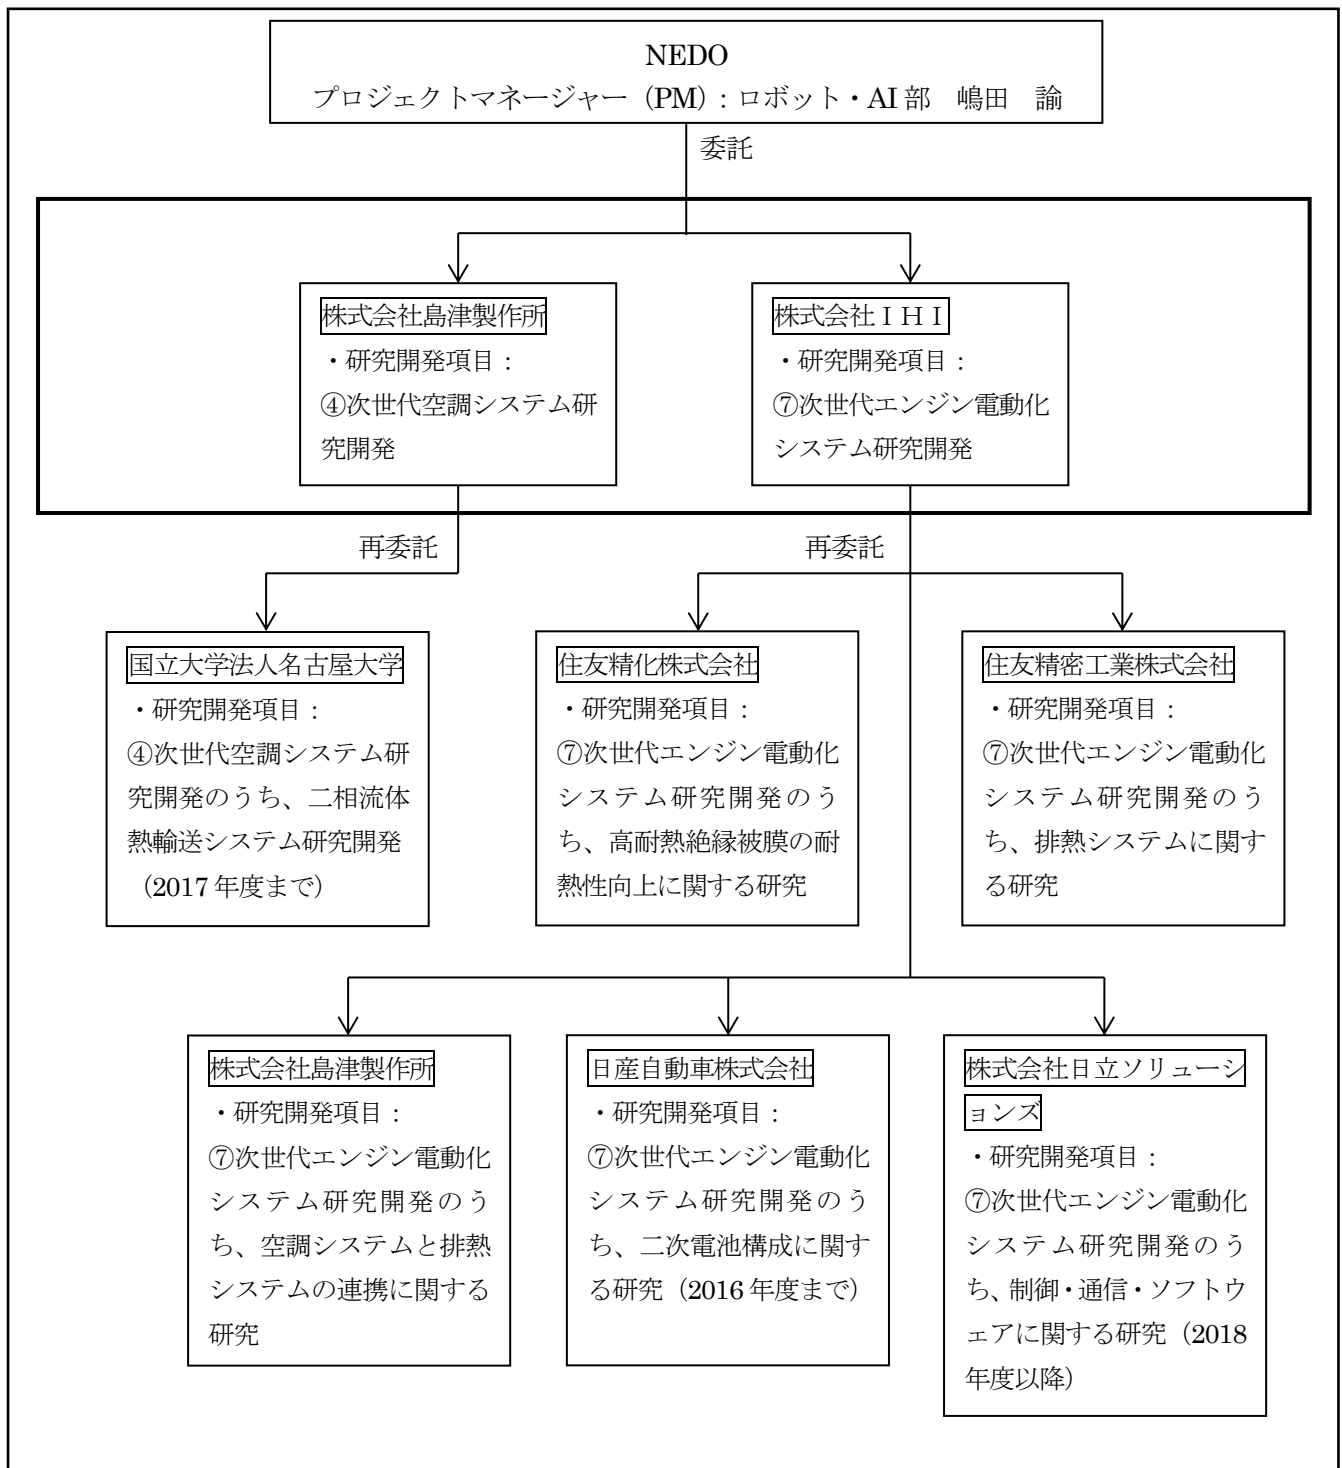 NEDO
プロジェクトマネージャー（PM）：ロボット・AI部　嶋田　諭
委託
株式会社島津製作所
・研究開発項目：
④次世代空調システム研
究開発
株式会社ＩＨＩ
・研究開発項目：
⑦次世代エンジン電動化
システム研究開発
再委託
再委託
国立大学法人名古屋大学
・研究開発項目：
④次世代空調システム研
究開発のうち、二相流体
熱輸送システム研究開発
（2017年度まで）
住友精化株式会社
・研究開発項目：
⑦次世代エンジン電動化
システム研究開発のう
ち、高耐熱絶縁被膜の耐
熱性向上に関する研究
住友精密工業株式会社
・研究開発項目：
⑦次世代エンジン電動化
システム研究開発のう
ち、排熱システムに関す
る研究
株式会社島津製作所
・研究開発項目：
⑦次世代エンジン電動化
システム研究開発のう
ち、空調システムと排熱
システムの連携に関する
研究
日産自動車株式会社
・研究開発項目：
⑦次世代エンジン電動化
システム研究開発のう
ち、二次電池構成に関す
る研究（2016年度まで）
株式会社日立ソリューシ
ョンズ
・研究開発項目：
⑦次世代エンジン電動化
システム研究開発のう
ち、制御・通信・ソフトウ
ェアに関する研究（2018
年度以降）